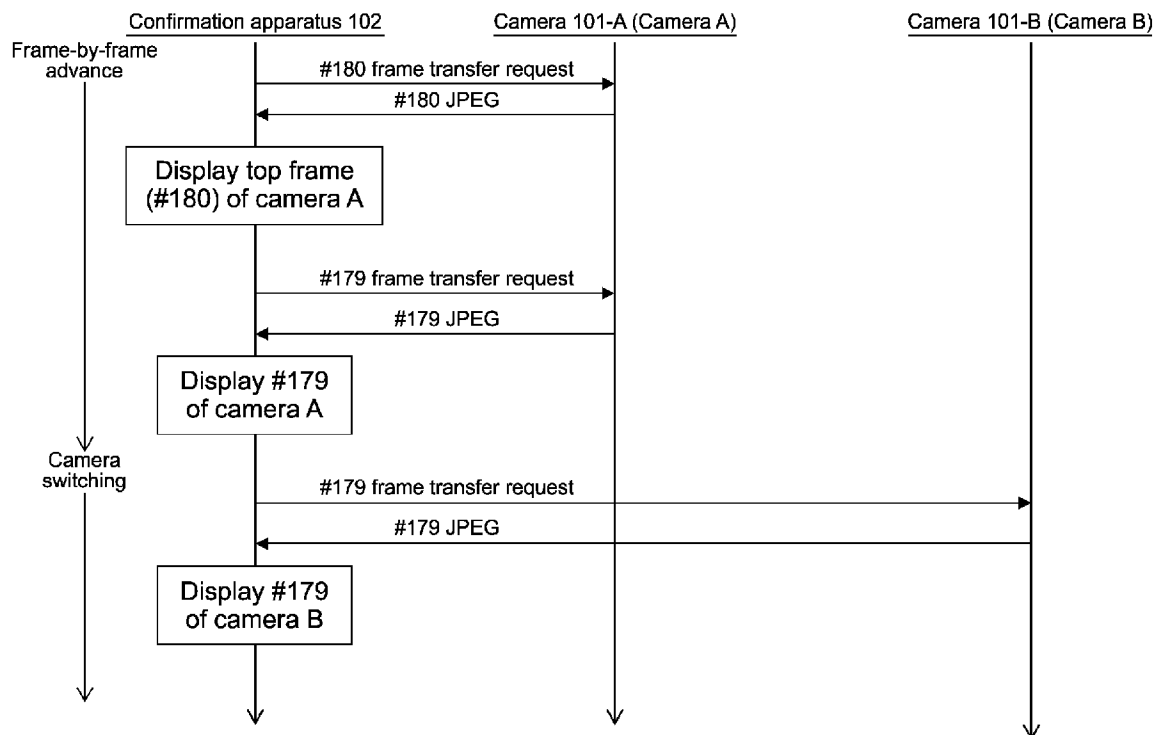 Confirmation apparatus 102
Camera 101-A (Camera A)
Camera 101-B (Camera B)
Frame-by-frame
advance
#180 frame transfer request
#180 JPEG
Display top frame
(#180) of camera A
#179 frame transfer request
#179 JPEG
Display #179
of camera A
Camera
switching
#179 frame transfer request
#179 JPEG
Display #179
of camera B